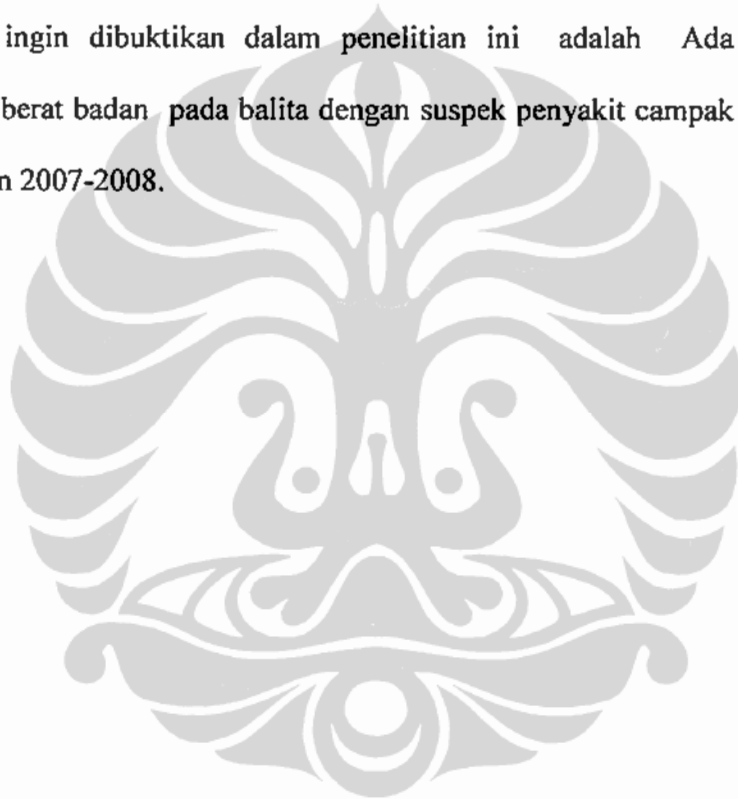 ingin dibuktikan dalam penelitian ini adalah Ada
berat badan pada balita dengan suspek penyakit campak
n 2007-2008.